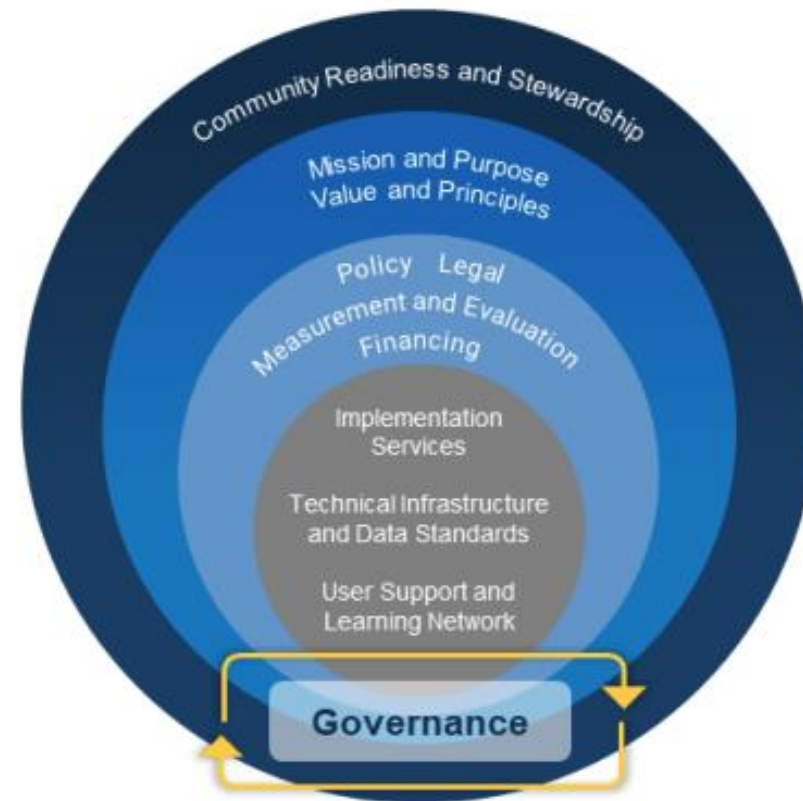 Community Readiness and Stewardship
Mission and Purpose
Value and Principles
Policy Legal
Measurement and Evaluation
Financing
Implementation
Services
Technical Infrastructure
and Data Standards
User Support and
Learning Network
Governance